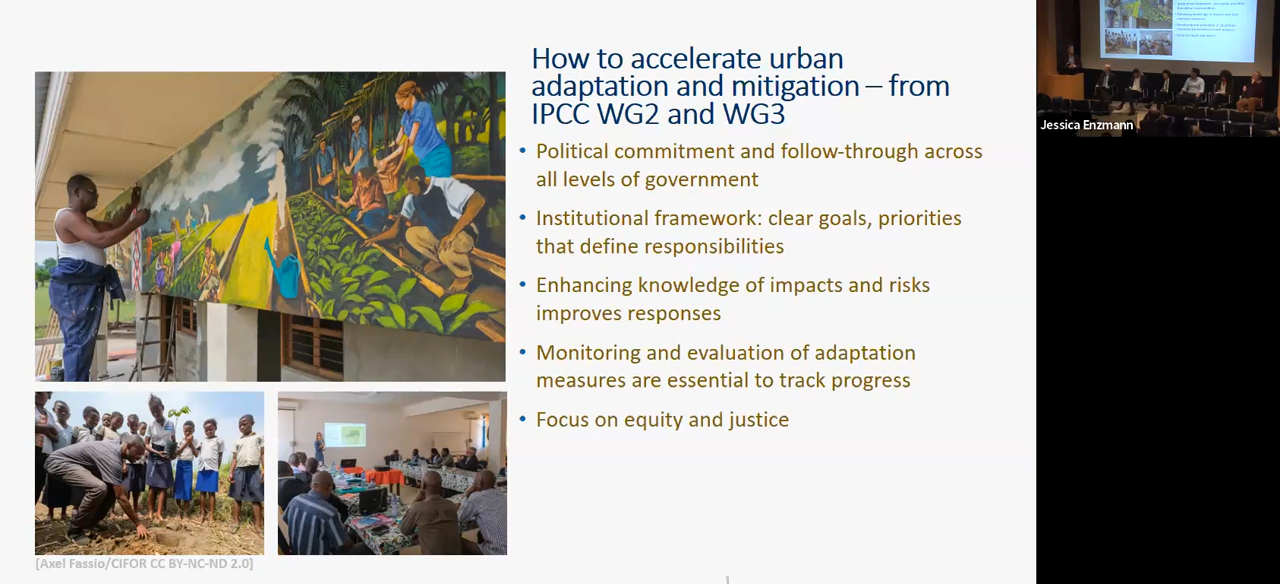 How to accelerate urban
adaptation and mitigation – from
IPCC WG2 and WG3
• Political commitment and follow-through across
all levels of government
• Institutional framework: clear goals, priorities
that define responsibilities
• Enhancing knowledge of impacts and risks
improves responses
• Monitoring and evaluation of adaptation
measures are essential to track progress
• Focus on equity and justice
[Axel Fassio/CIFOR CC BY-NC-ND 2.0]
1
Jessica Enzmann